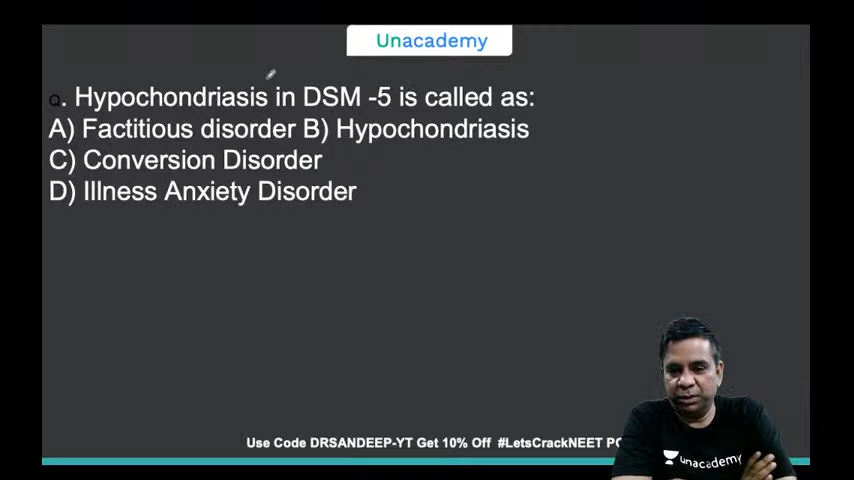 Unacademy
Q. Hypochondriasis in DSM -5 is called as:
A) Factitious disorder B) Hypochondriasis
C) Conversion Disorder
D) Illness Anxiety Disorder
Use Code DRSANDEEP-YT Get 10% Off #LetsCrackNEET
unacademy